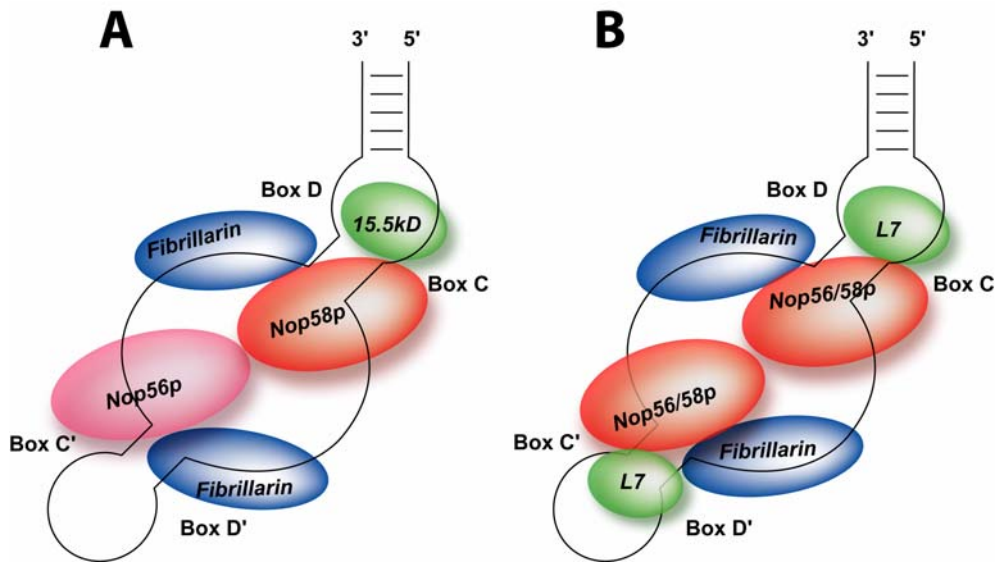 A
3' 5'
Box D
15.5kD
Fibrillarin
Box C
Nop58p
Nop56p
Box C'
Fibrillarin
Box D'
B
3' 5'
Box D
L7
Fibrillarin
Box C
Nop56/58p
Nop56/58p
Box C'
Fibrillarin
L7
Box D'